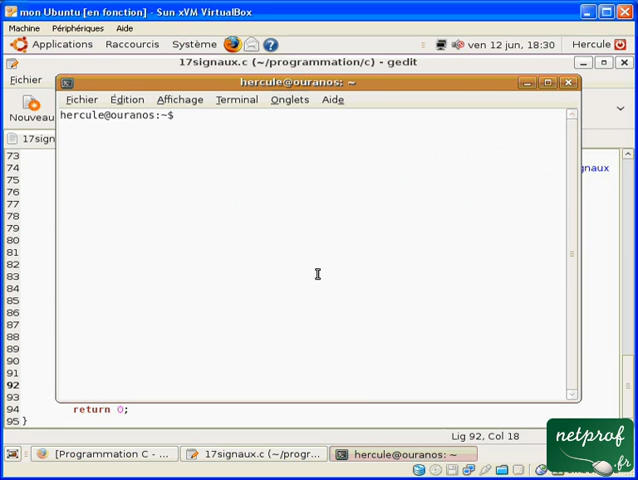 mon Ubuntu [en fonction] - Sun xVM VirtualBox
Machine Périphériques Aide
Applications Raccourcis Système ven 12 jun, 18:30 Hercule
17signaux.c (~/programmation/c) - gedit
Fichier
hercule@ouranos: ~
Fichier Édition Affichage Terminal Onglets Aide
Nouveau
hercule@ouranos:~$
17sign
73
74 gnaux
75
76
77
78
79
80
81
82
83
84
85
86
87
88
89
90
91
92
93
94 return 0;
95 }
Lig 92, Col 18
[Programmation C - ... 17signaux.c (~/progr... hercule@ouranos: ~
netprof
.fr